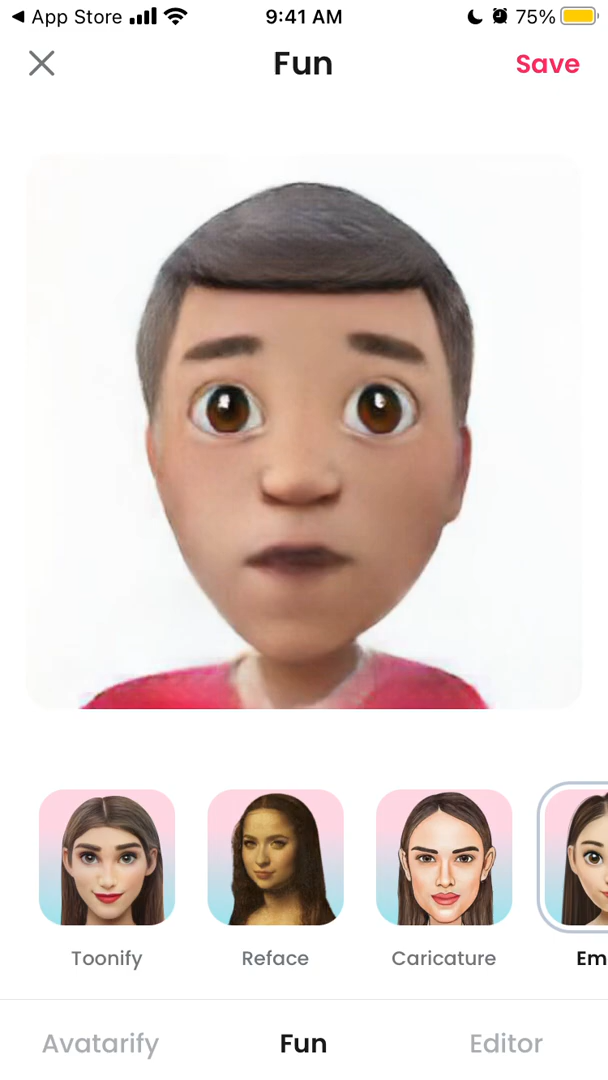 App Store 9:41 AM 75%
Fun Save
Toonify Reface Caricature Em
Avatarify Fun Editor